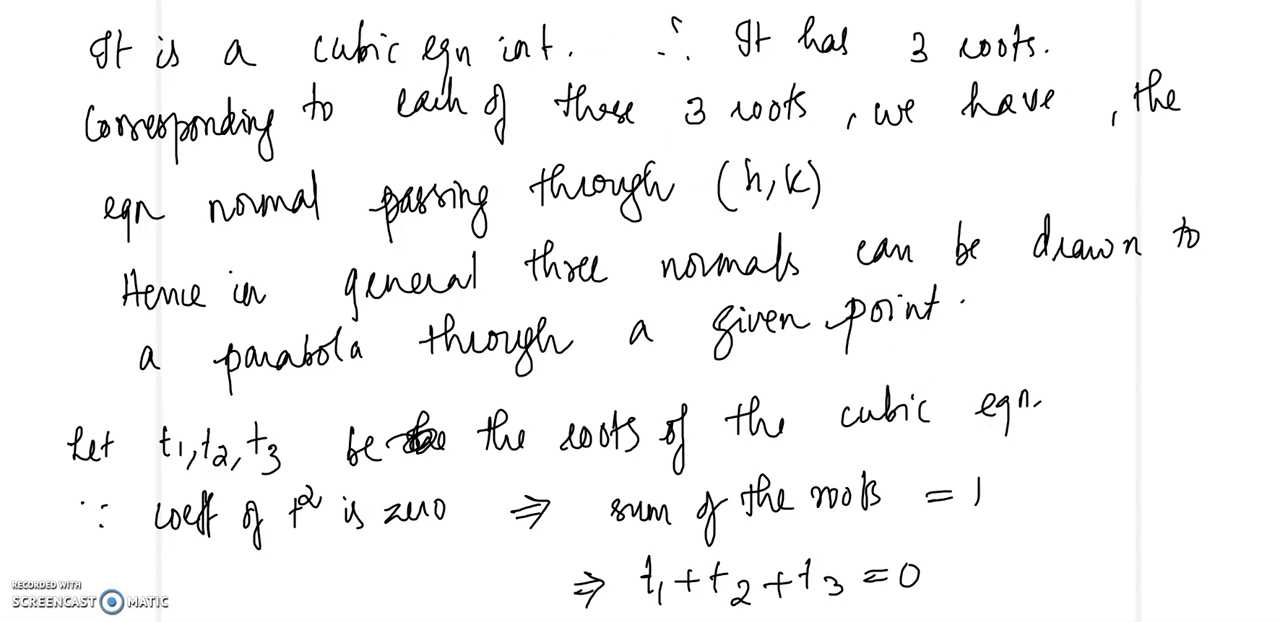 It is a cubic eqn in t. ∴ It has 3 roots.
Corresponding to each of those 3 roots, we have, the
eqn normal passing through (h,k)
Hence in general three normals can be drawn to
a parabola through a given point.
Let t₁,t₂,t₃ be the roots of the cubic eqn.
∵ coeff of t² is zero ⇒ sum of the roots = 1
⇒ t₁+t₂+t₃=0
RECORDED WITH
SCREENCAST MATIC